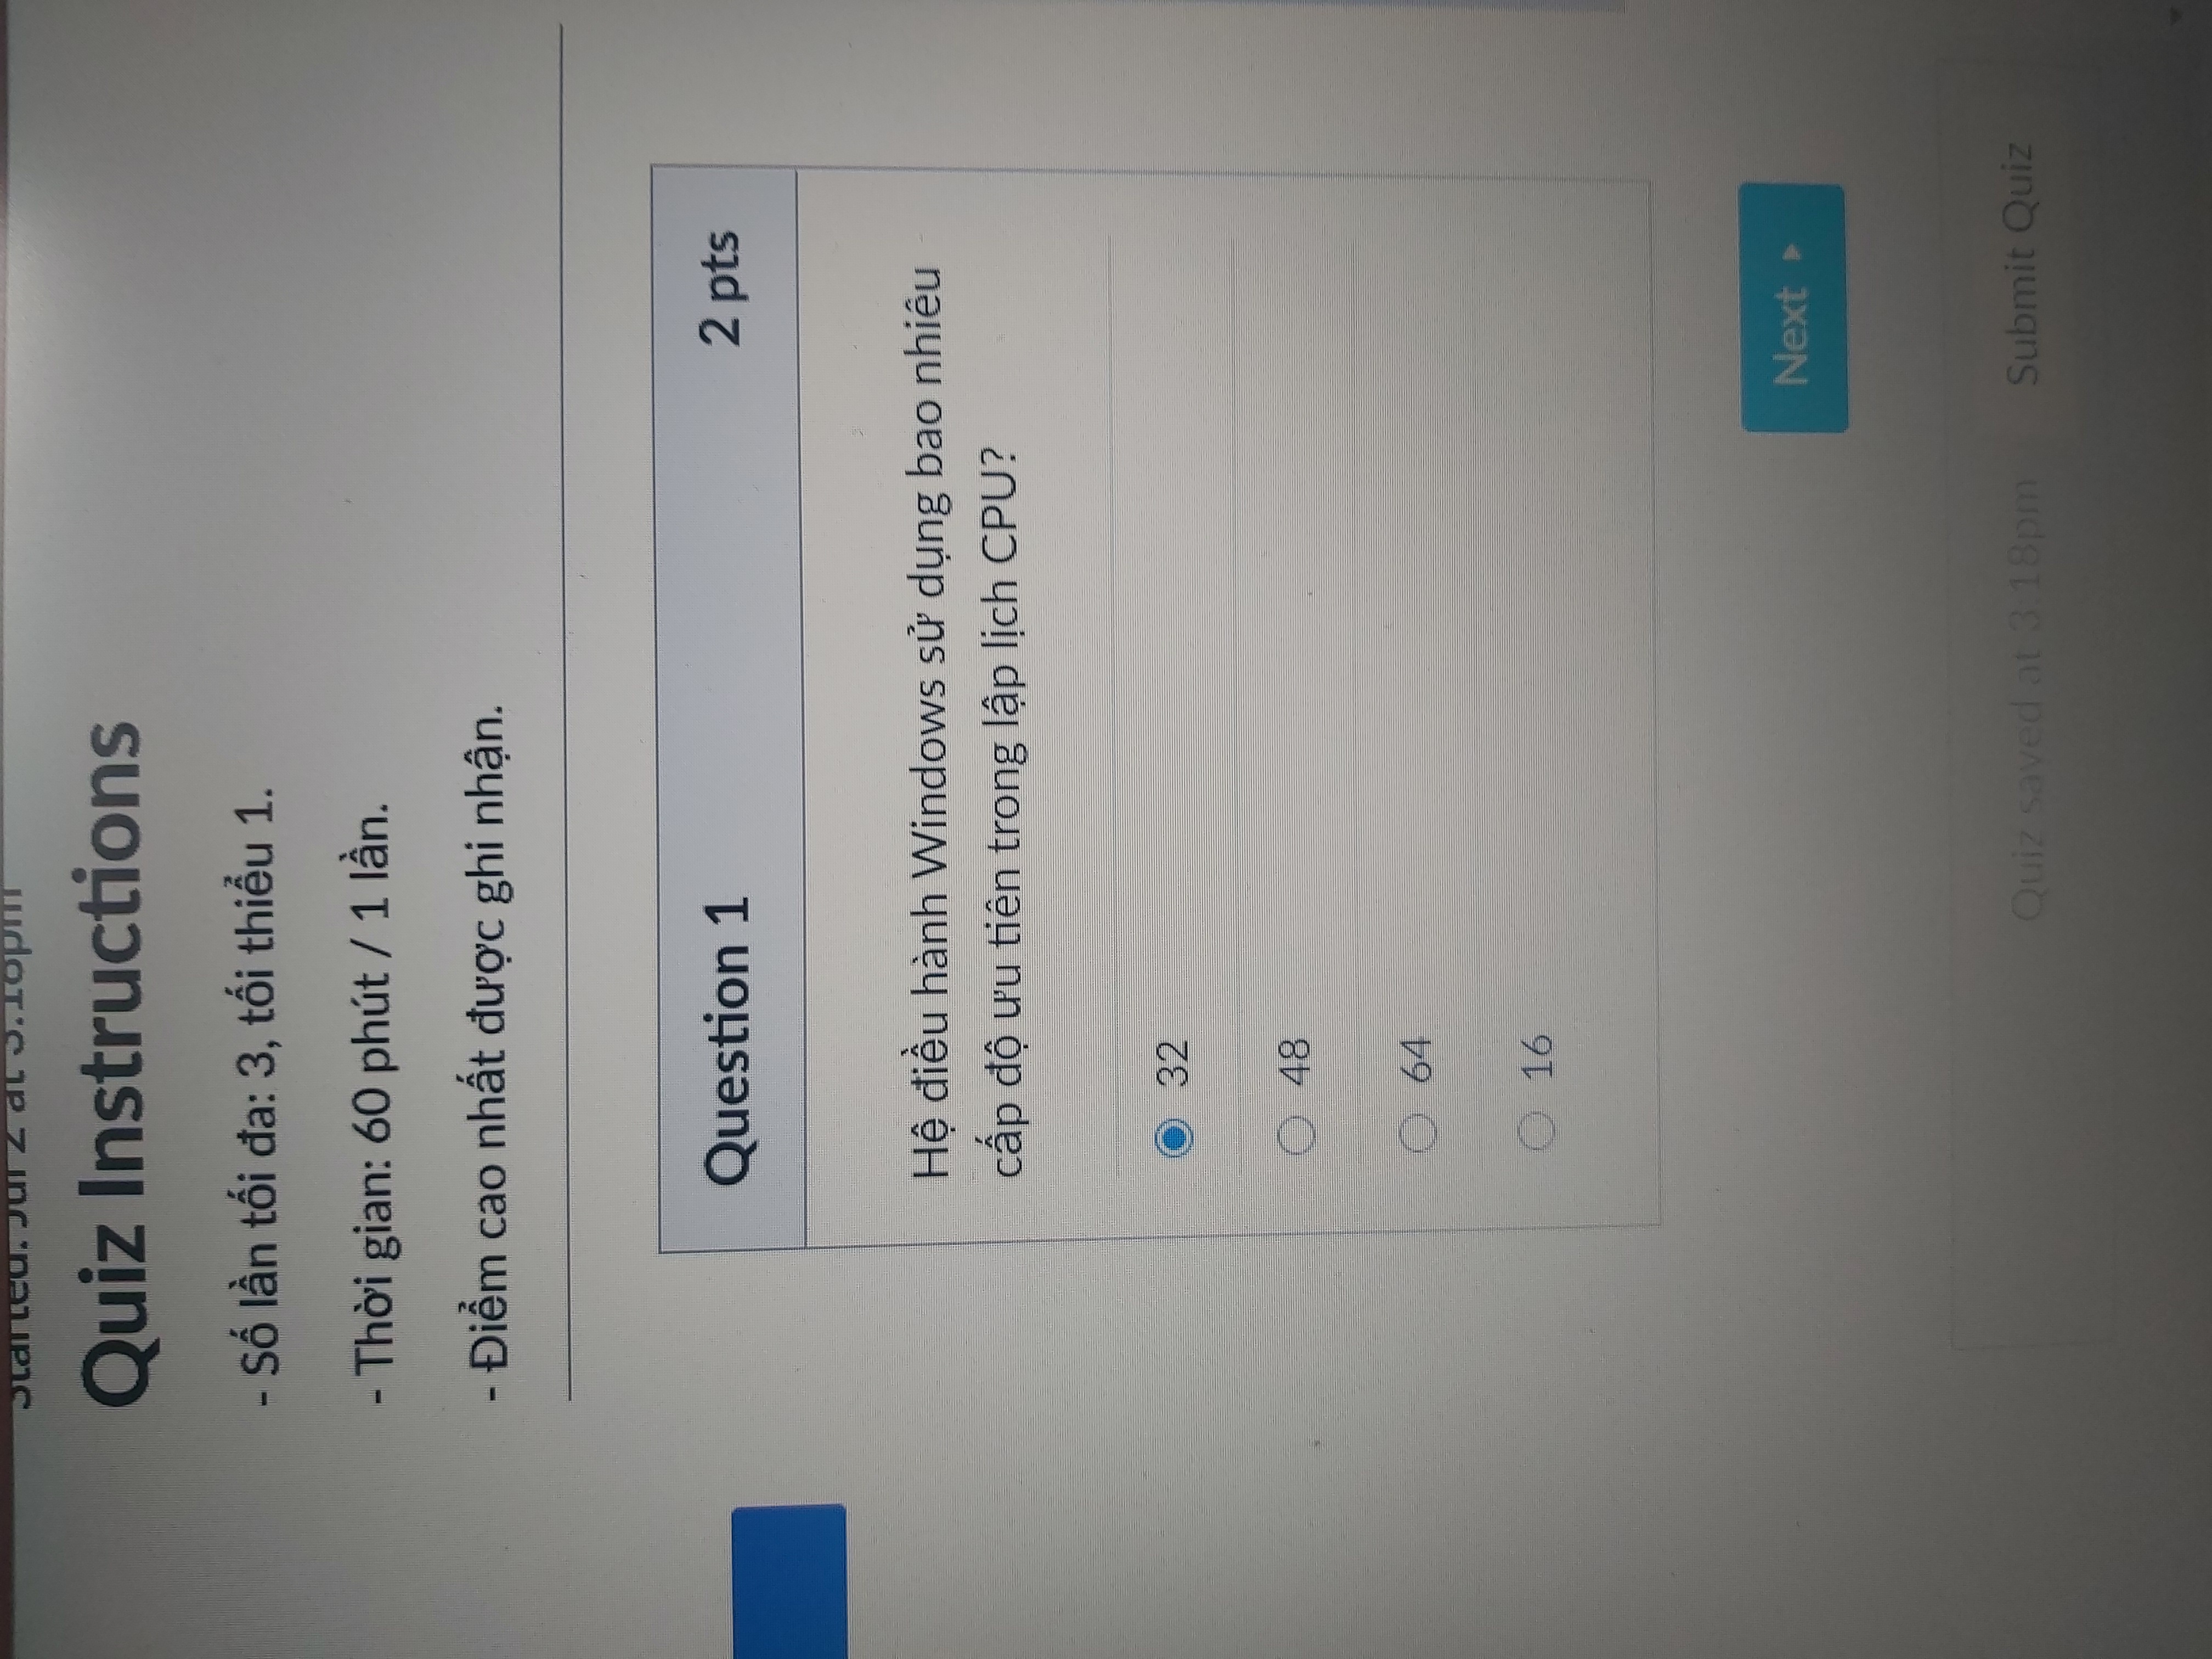 Started: Jul 2 at 3:18pm
Quiz Instructions
- Số lần tối đa: 3, tối thiểu 1.
- Thời gian: 60 phút / 1 lần.
- Điểm cao nhất được ghi nhận.
Question 1
2 pts
Hệ điều hành Windows sử dụng bao nhiêu
cấp độ ưu tiên trong lập lịch CPU?
32
48
64
16
Next
Quiz saved at 3:18pm
Submit Quiz